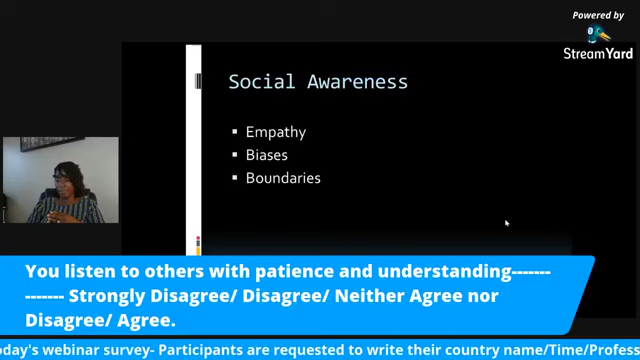 Powered by
StreamYard
Social Awareness
▪ Empathy
▪ Biases
▪ Boundaries
You listen to others with patience and understanding-------
------------- Strongly Disagree/ Disagree/ Neither Agree nor
Disagree/ Agree.
oday's webinar survey- Participants are requested to write their country name/Time/Profess